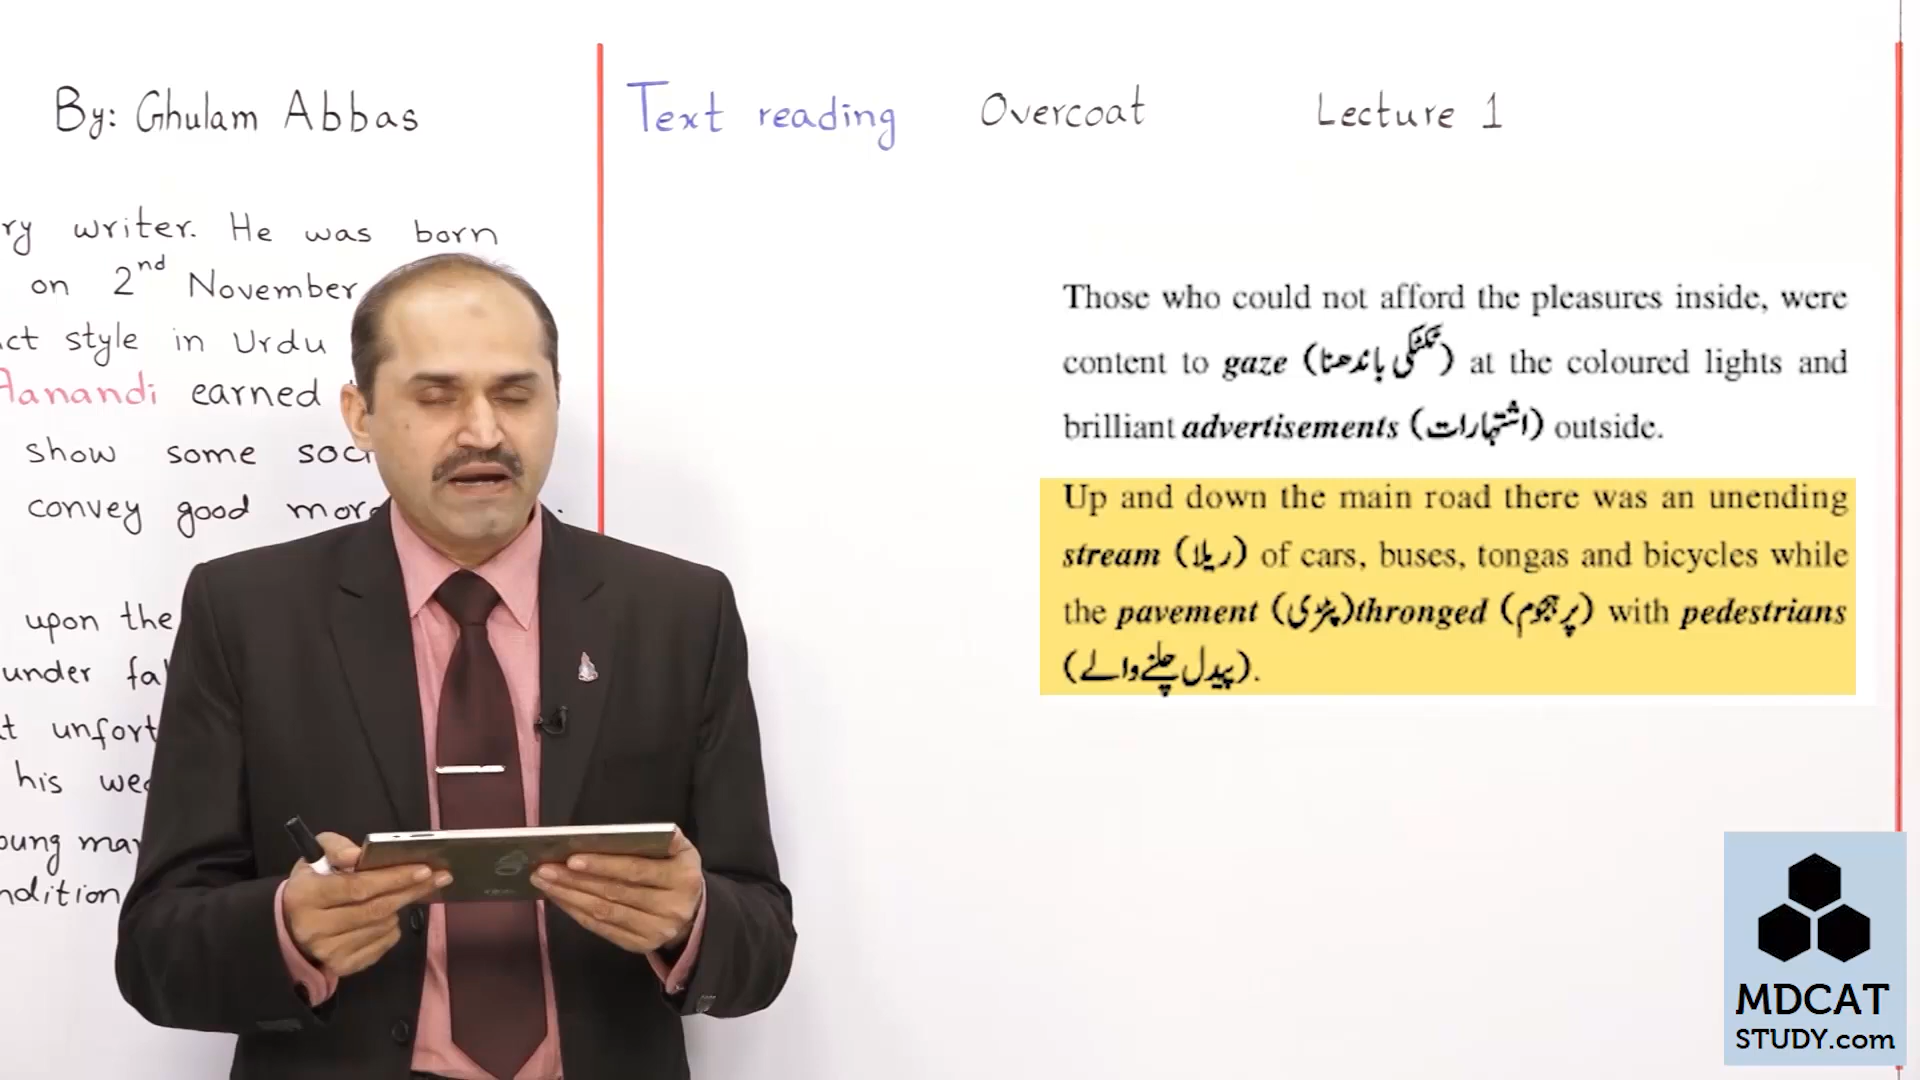 By: Ghulam Abbas
ry writer. He was born
on 2nd November
ct style in Urdu
Aanandi earned
show some soc
convey good mor
upon the
under fa
t unfort
his wea
oung man
ndition
Text reading Overcoat Lecture 1
Those who could not afford the pleasures inside, were
content to gaze (ٹکٹکی باندھنا) at the coloured lights and
brilliant advertisements (اشتہارات) outside.
Up and down the main road there was an unending
stream (ریلا) of cars, buses, tongas and bicycles while
the pavement (پٹڑی)thronged (پر ہجوم) with pedestrians
(پیدل چلنے والے).
MDCAT
STUDY.com